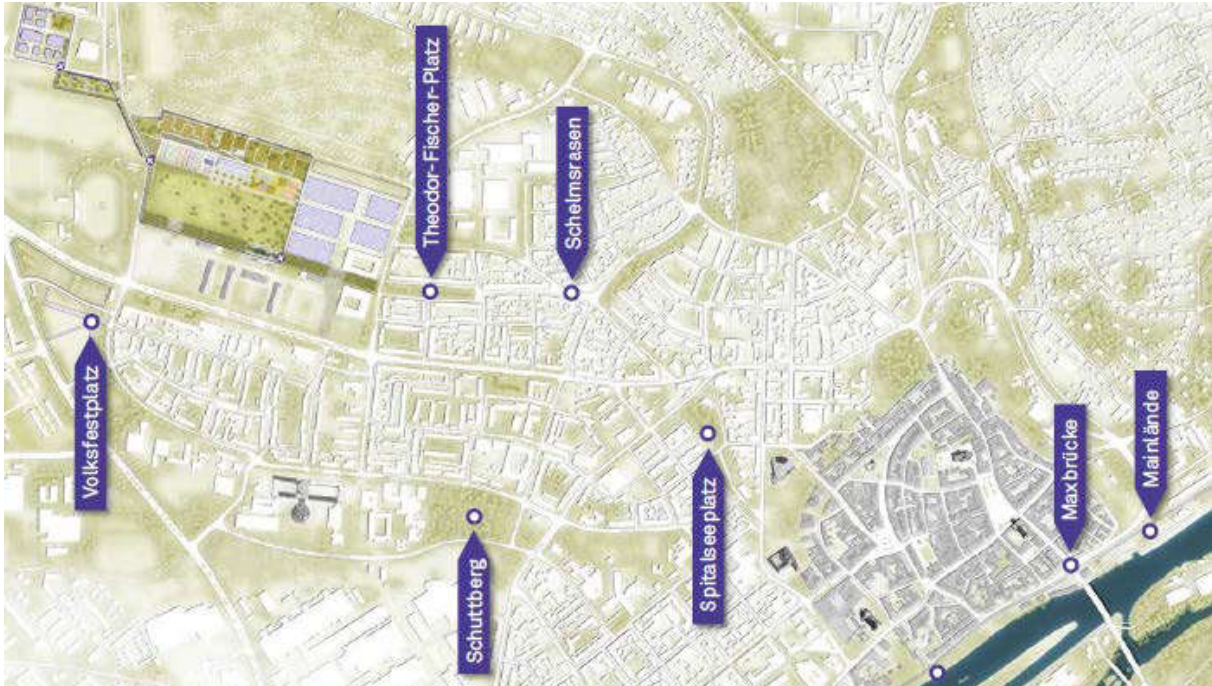 Volksfestplatz
Theodor-Fischer-Platz
Schelmsrasen
Schuttberg
Spitalseeplatz
Maxbrücke
Mainlände